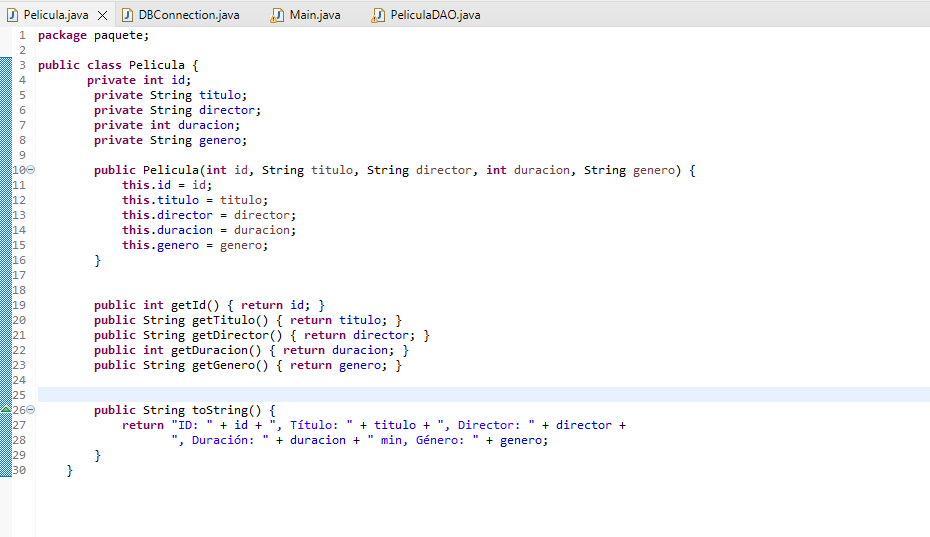 Pelicula.java
DBConnection.java
Main.java
PeliculaDAO.java
1 package paquete;
2
3 public class Pelicula {
4 private int id;
5 private String titulo;
6 private String director;
7 private int duracion;
8 private String genero;
9
10 public Pelicula(int id, String titulo, String director, int duracion, String genero) {
11 this.id = id;
12 this.titulo = titulo;
13 this.director = director;
14 this.duracion = duracion;
15 this.genero = genero;
16 }
17
18
19 public int getId() { return id; }
20 public String getTitulo() { return titulo; }
21 public String getDirector() { return director; }
22 public int getDuracion() { return duracion; }
23 public String getGenero() { return genero; }
24
25
26 public String toString() {
27 return "ID: " + id + ", Título: " + titulo + ", Director: " + director +
28 ", Duración: " + duracion + " min, Género: " + genero;
29 }
30 }